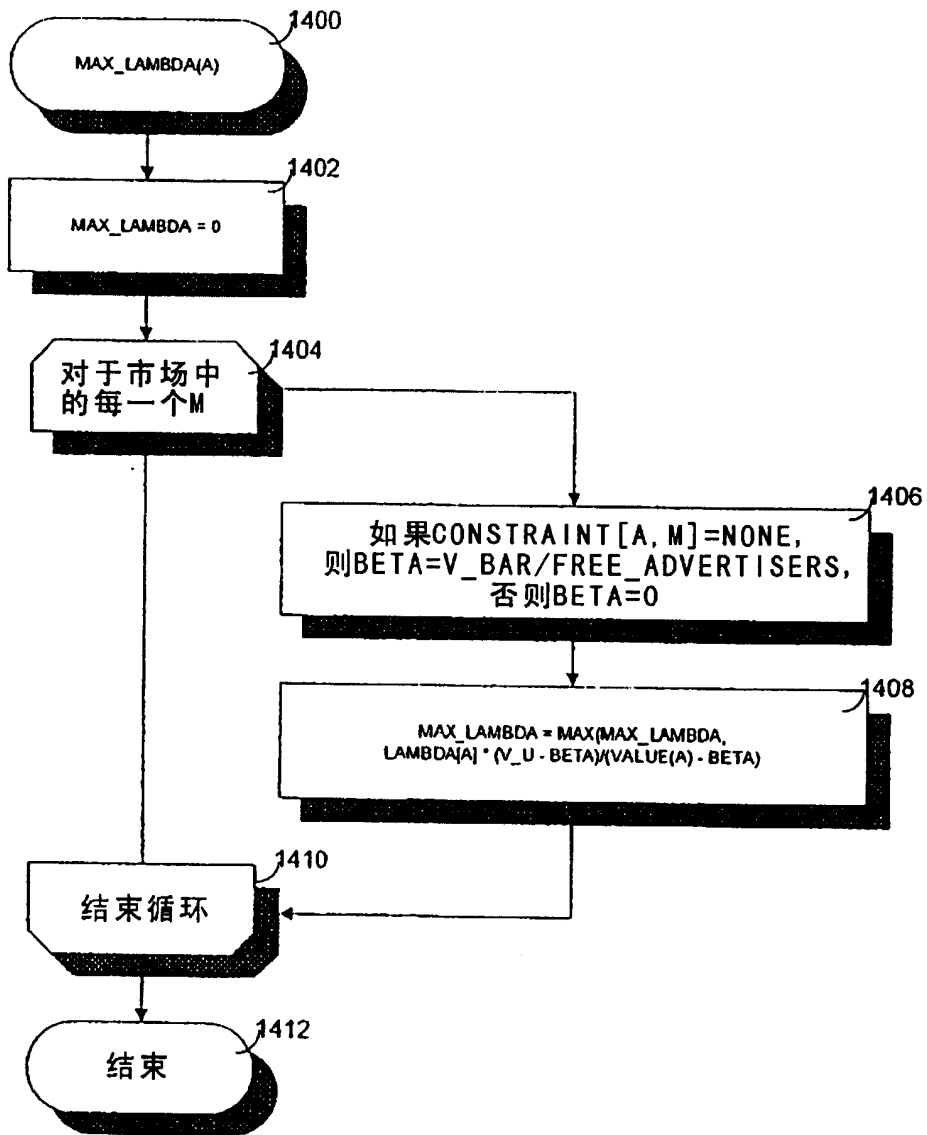 1400
MAX_LAMBDA(A)
1402
MAX_LAMBDA = 0
1404
对于市场中
的每一个M
1406
如果CONSTRAINT[A,M]=NONE,
则BETA=V_BAR/FREE_ADVERTISERS,
否则BETA=0
1408
MAX_LAMBDA = MAX(MAX_LAMBDA,
LAMBDA[A] * (V_U - BETA)/(VALUE(A) - BETA)
1410
结束循环
1412
结束